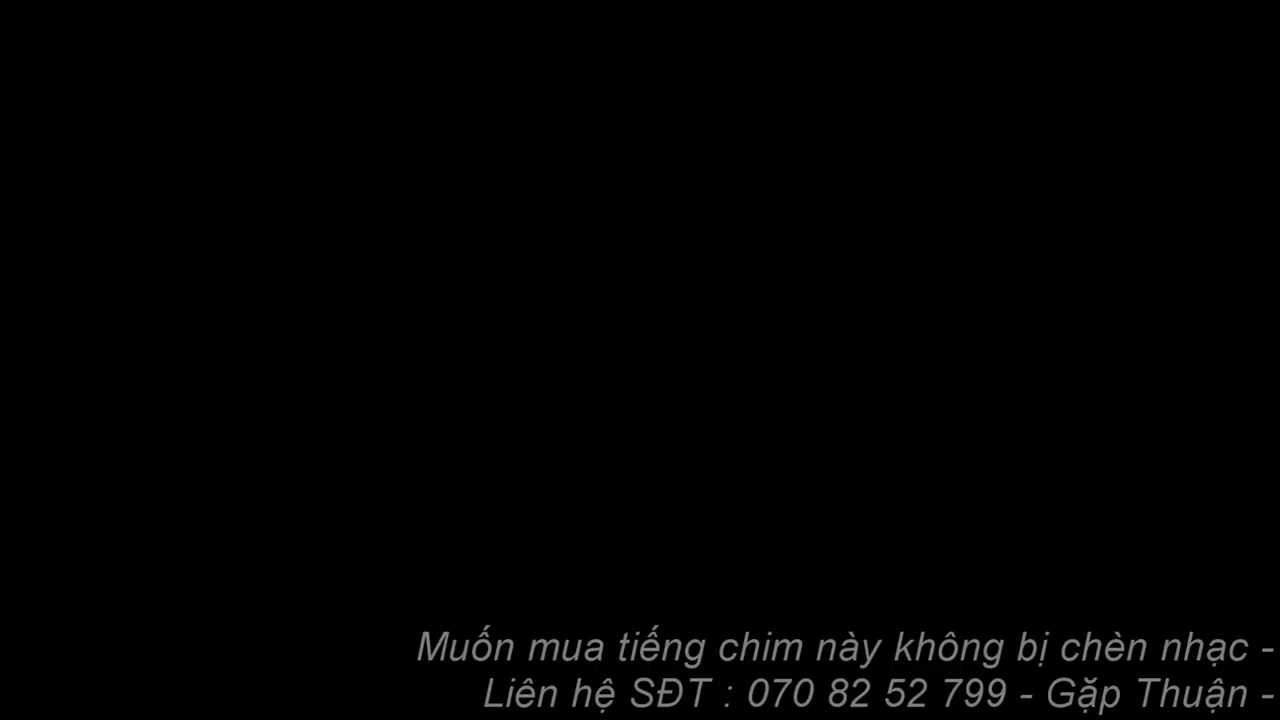 Muốn mua tiếng chim này không bị chèn nhạc -
Liên hệ SĐT : 070 82 52 799 - Gặp Thuận -